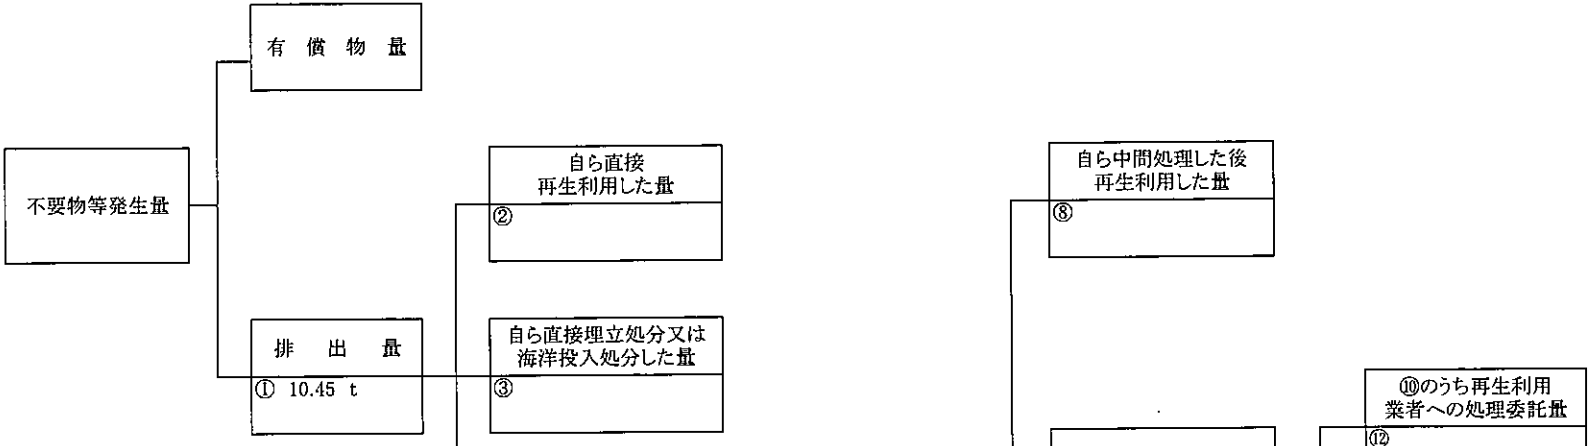 有 償 物 量
不要物等発生量
自ら直接
再生利用した量
②
自ら中間処理した後
再生利用した量
⑧
排 出 量
① 10.45 t
自ら直接埋立処分又は
海洋投入処分した量
③
⑩のうち再生利用
業者への処理委託量
⑫